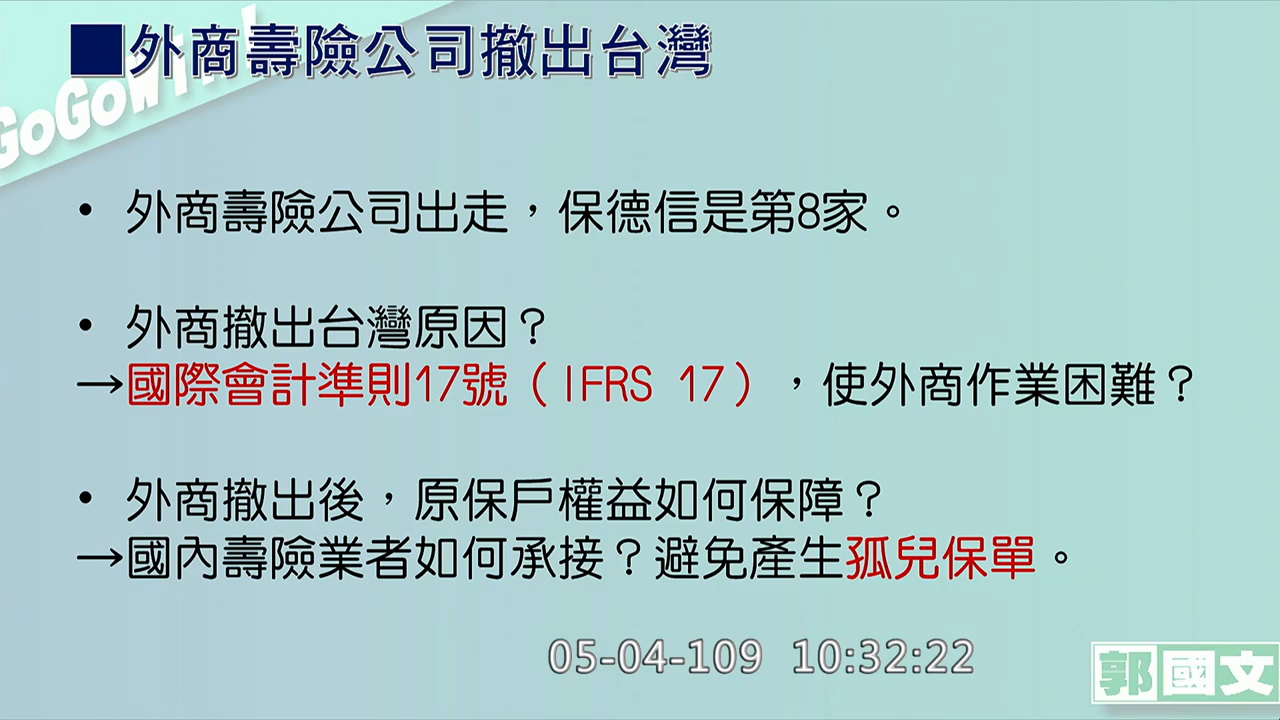 ■外商壽險公司撤出台灣
GoGoWIN
• 外商壽險公司出走，保德信是第8家。
• 外商撤出台灣原因？
→國際會計準則17號（IFRS 17），使外商作業困難？
• 外商撤出後，原保戶權益如何保障？
→國內壽險業者如何承接？避免產生孤兒保單。
05-04-109 10:32:22
郭國文